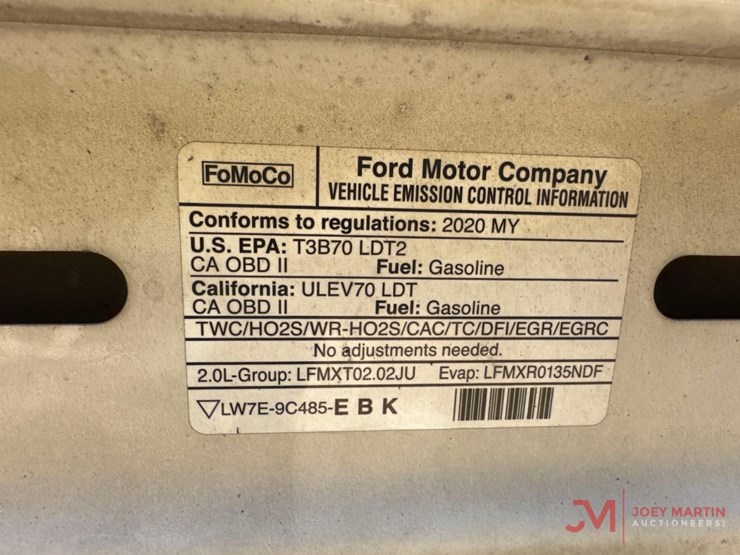 FoMoCo
Ford Motor Company
VEHICLE EMISSION CONTROL INFORMATION
Conforms to regulations: 2020 MY
U.S. EPA: T3B70 LDT2
CA OBD II Fuel: Gasoline
California: ULEV70 LDT
CA OBD II Fuel: Gasoline
TWC/HO2S/WR-HO2S/CAC/TC/DFI/EGR/EGRC
No adjustments needed.
2.0L-Group: LFMXT02.02JU Evap: LFMXR0135NDF
LW7E-9C485-E B K
JM JOEY MARTIN
AUCTIONEERS